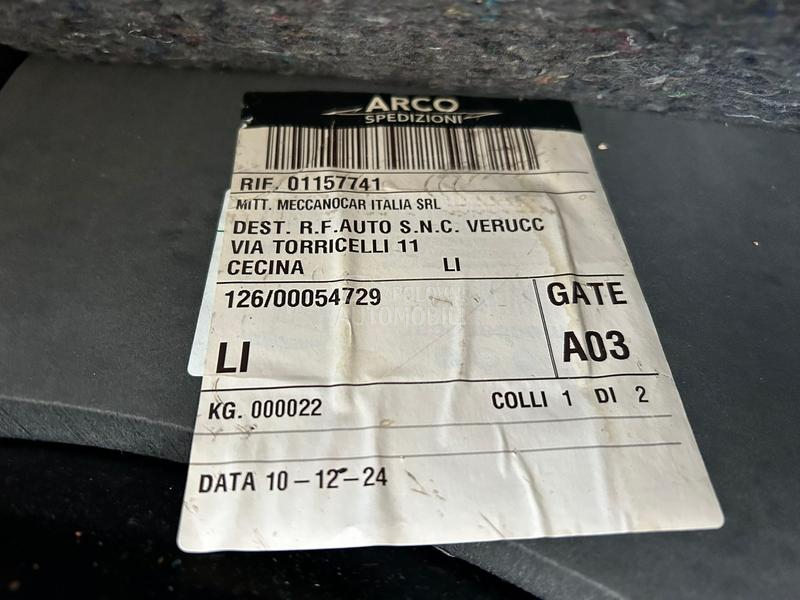 ARCO
SPEDIZIONI
RIF. 01157741
MITT. MECCANOCAR ITALIA SRL
DEST. R.F.AUTO S.N.C. VERUCC
VIA TORRICELLI 11
CECINA LI
126/00054729
GATE
LI
A03
KG. 000022
COLLI 1 DI 2
DATA 10-12-24